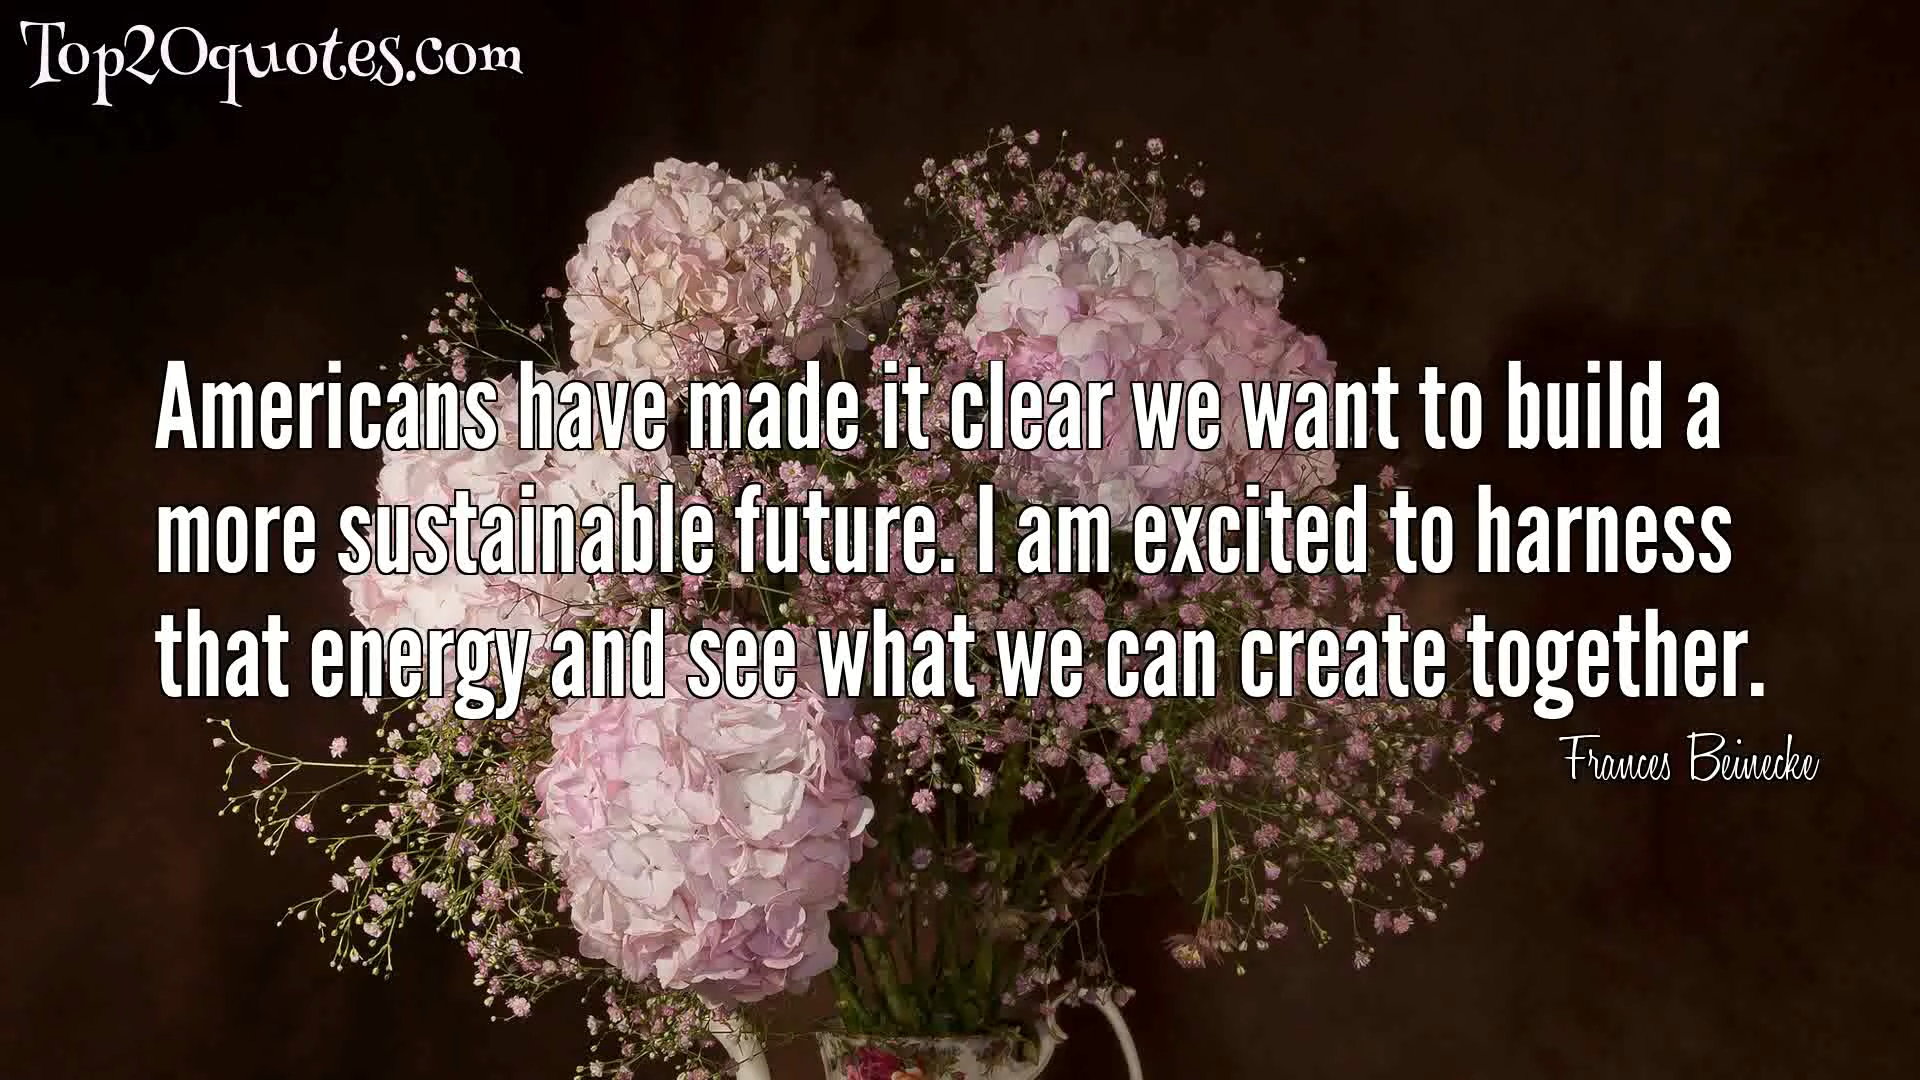 Top20quotes.com
Americans have made it clear we want to build a
more sustainable future. I am excited to harness
that energy and see what we can create together.
Frances Beinecke